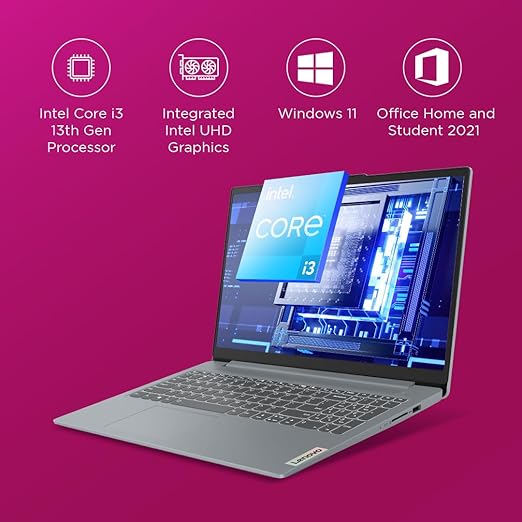 Intel Core i3
13th Gen
Processor
Integrated
Intel UHD
Graphics
Windows 11
Office Home and
Student 2021
intel.
CORE
i3
Lenovo